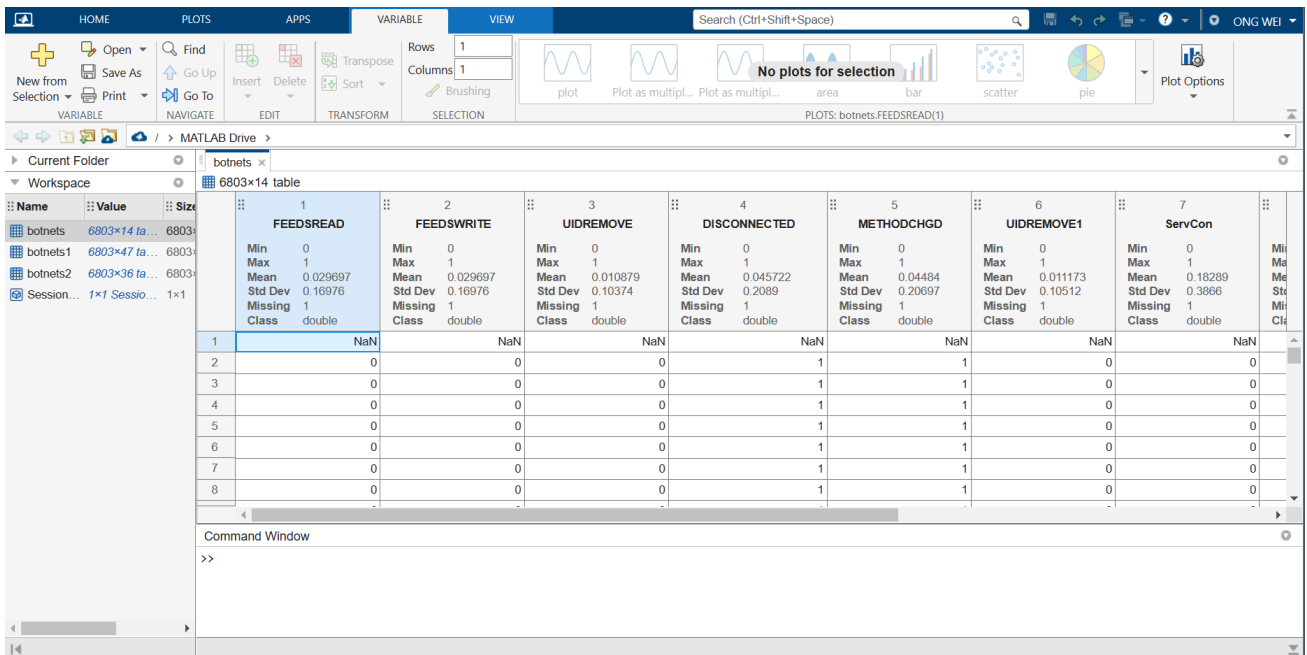 HOME PLOTS APPS VARIABLE VIEW Search (Ctrl+Shift+Space) ? ONG WEI
New from Selection
Open
Save As
Print
VARIABLE
Find
Go Up
Go To
NAVIGATE
Insert Delete
EDIT
Transpose
Sort
TRANSFORM
Rows 1
Columns 1
Brushing
SELECTION
No plots for selection
plot Plot as multipl... Plot as multipl... area bar scatter pie
PLOTS: botnets.FEEDSREAD(1)
Plot Options
/ > MATLAB Drive >
Current Folder
Workspace
Name Value Size
botnets 6803×14 ta... 6803
botnets1 6803×47 ta... 6803
botnets2 6803×36 ta... 6803
Session... 1×1 Sessio... 1×1
botnets ×
6803×14 table
1 2 3 4 5 6 7
FEEDSREAD FEEDSWRITE UIDREMOVE DISCONNECTED METHODCHGD UIDREMOVE1 ServCon
Min 0 Min 0 Min 0 Min 0 Min 0 Min 0 Min 0 Mi
Max 1 Max 1 Max 1 Max 1 Max 1 Max 1 Max 1 Ma
Mean 0.029697 Mean 0.029697 Mean 0.010879 Mean 0.045722 Mean 0.04484 Mean 0.011173 Mean 0.18289 Me
Std Dev 0.16976 Std Dev 0.16976 Std Dev 0.10374 Std Dev 0.2089 Std Dev 0.20697 Std Dev 0.10512 Std Dev 0.3866 Std
Missing 1 Missing 1 Missing 1 Missing 1 Missing 1 Missing 1 Missing 1 Mi
Class double Class double Class double Class double Class double Class double Class double Cl
1 NaN NaN NaN NaN NaN NaN NaN
2 0 0 0 1 1 0 0
3 0 0 0 1 1 0 0
4 0 0 0 1 1 0 0
5 0 0 0 1 1 0 0
6 0 0 0 1 1 0 0
7 0 0 0 1 1 0 0
8 0 0 0 1 1 0 0
Command Window
>>